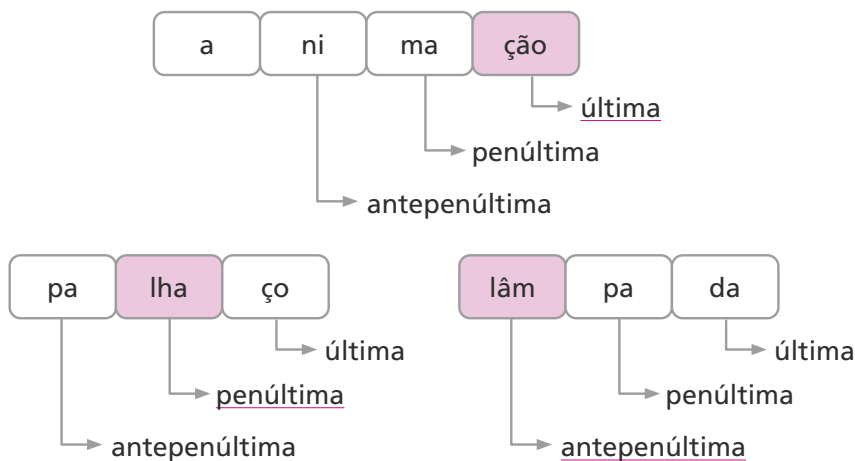 a ni ma ção
última
penúltima
antepenúltima
pa lha ço
última
penúltima
antepenúltima
lâm pa da
última
penúltima
antepenúltima